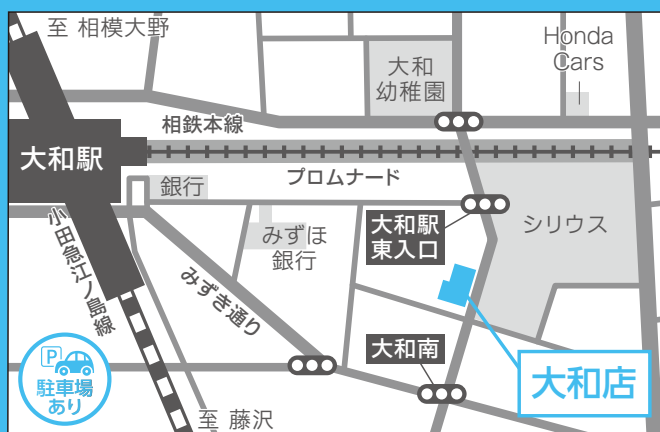 至 相模大野
Honda
Cars
大和
幼稚園
相鉄本線
大和駅
プロムナード
銀行
大和駅
東入口
シリウス
みずほ
銀行
小田急江ノ島線
みずき通り
大和南
大和店
P
駐車場
あり
至 藤沢